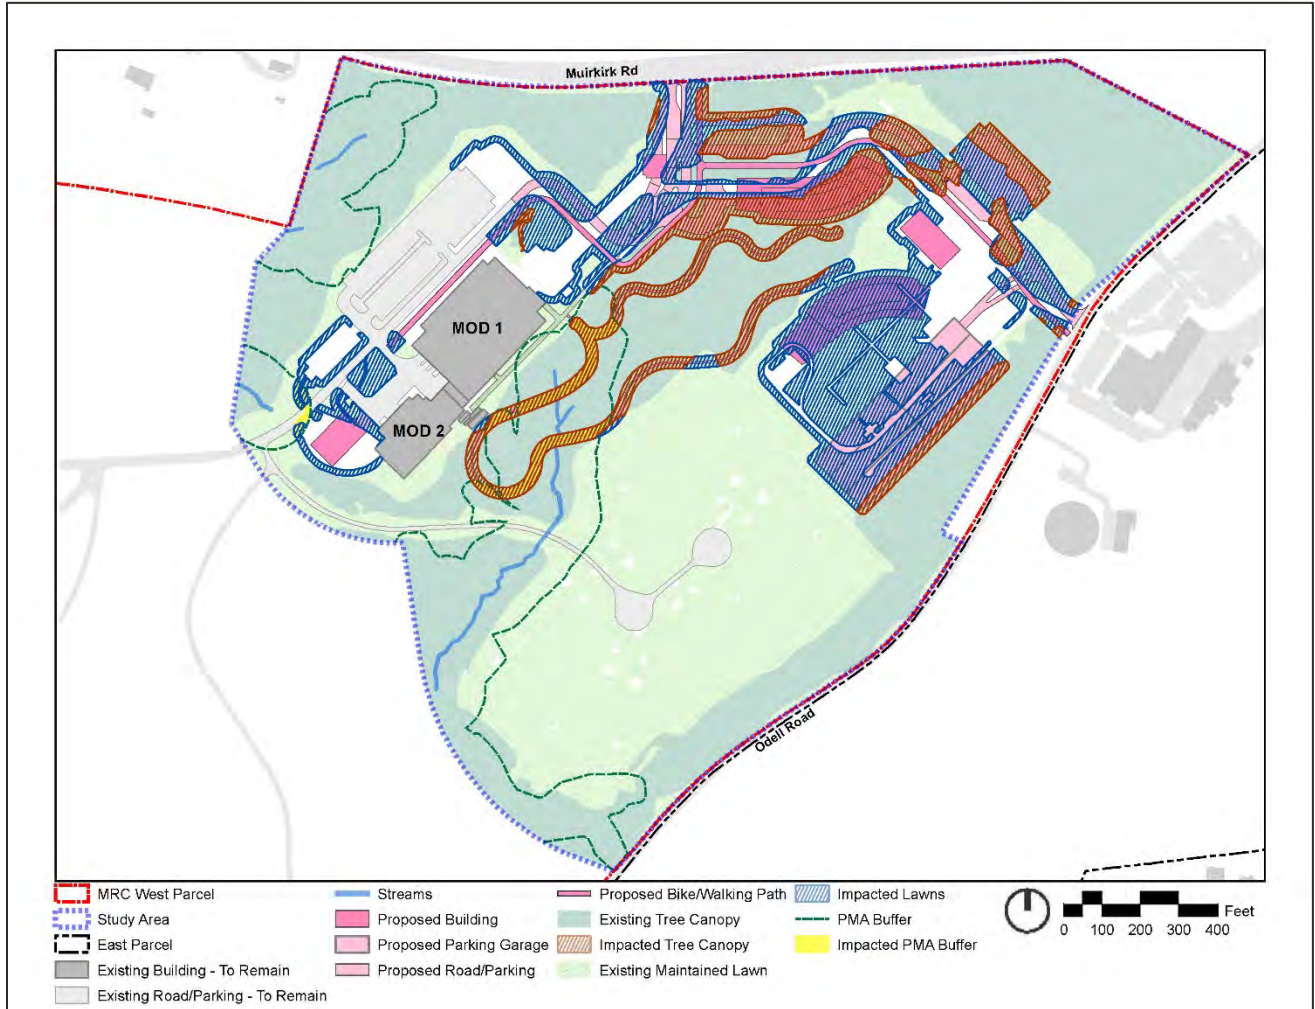 Muirkirk Rd
MOD 1
MOD 2
Odell Road
MRC West Parcel
Study Area
East Parcel
Existing Building - To Remain
Existing Road/Parking - To Remain
Streams
Proposed Building
Proposed Parking Garage
Proposed Road/Parking
Proposed Bike/Walking Path
Existing Tree Canopy
Impacted Tree Canopy
Existing Maintained Lawn
Impacted Lawns
PMA Buffer
Impacted PMA Buffer
Feet
0 100 200 300 400